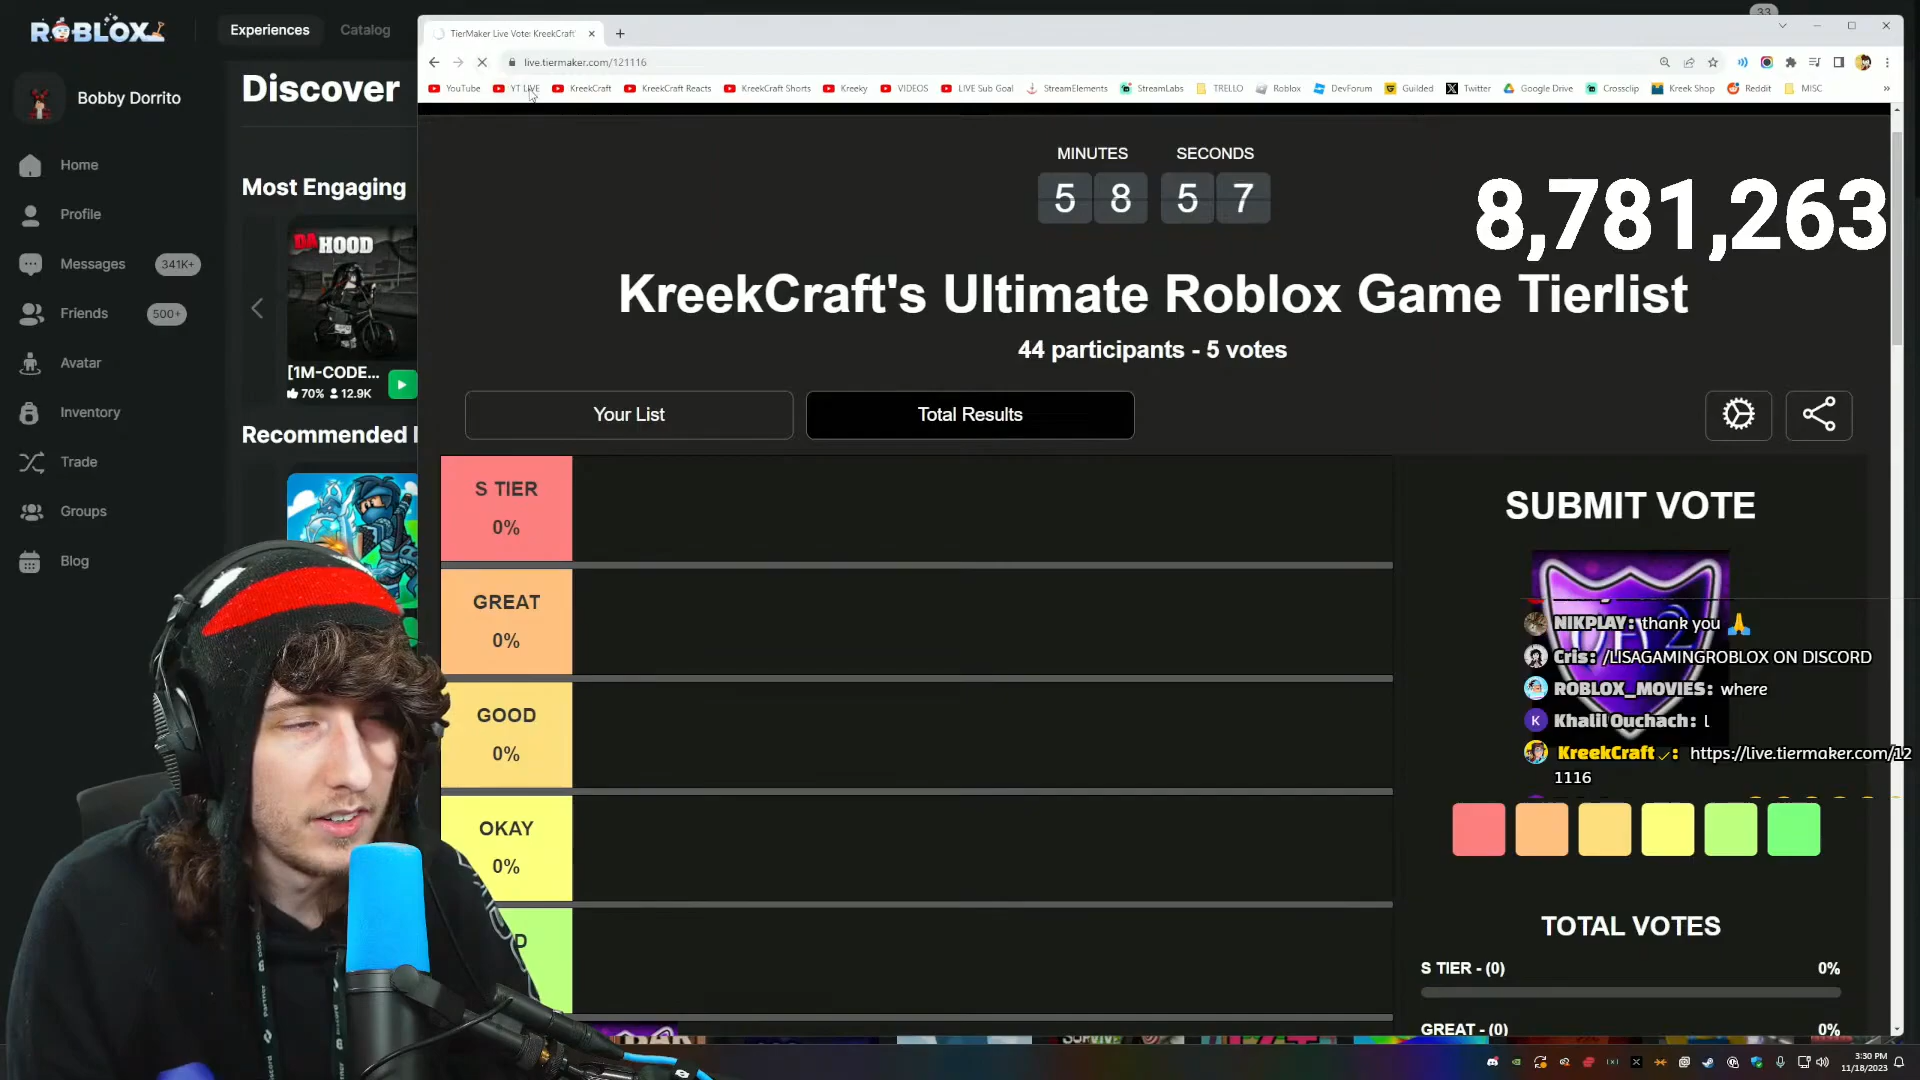 ROBLOX
Experiences
Catalog
33
Bobby Dorrito
Home
Profile
Messages
341K+
Friends
500+
Avatar
Inventory
Trade
Groups
Blog
Discover
Most Engaging
DA HOOD
[1M-CODE...
70% 12.9K
Recommended
TierMaker Live Vote: KreekCraft'
live.tiermaker.com/121116
YouTube YT LIVE KreekCraft KreekCraft Reacts KreekCraft Shorts Kreeky VIDEOS LIVE Sub Goal StreamElements StreamLabs TRELLO Roblox DevForum Guilded Twitter Google Drive Crossclip Kreek Shop Reddit MISC
MINUTES SECONDS
5 8 5 7
8,781,263
KreekCraft's Ultimate Roblox Game Tierlist
44 participants - 5 votes
Your List
Total Results
S TIER
0%
GREAT
0%
GOOD
0%
OKAY
0%
D
SUBMIT VOTE
NIKPLAY: thank you 🙏
Cris: /LISAGAMINGROBLOX ON DISCORD
ROBLOX_MOVIES: where
K Khalil Ouchach: l
KreekCraft ✓: https://live.tiermaker.com/12
1116
TOTAL VOTES
S TIER - (0) 0%
GREAT - (0) 0%
3:30 PM
11/18/2023